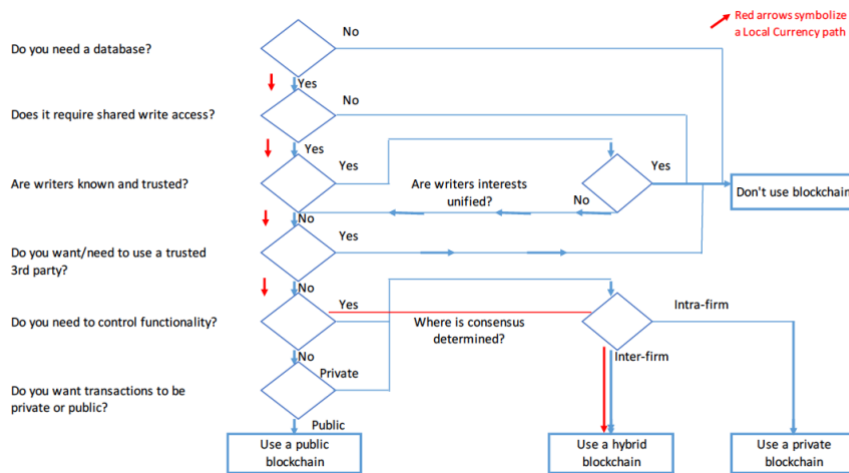 Red arrows symbolize
a Local Currency path
Do you need a database?
No
Yes
Does it require shared write access?
No
Yes
Are writers known and trusted?
Yes
Are writers interests
unified?
Yes
No
No
Don't use blockchain
Do you want/need to use a trusted
3rd party?
Yes
No
Do you need to control functionality?
Yes
Where is consensus
determined?
Intra-firm
Inter-firm
No
Do you want transactions to be
private or public?
Private
Public
Use a public
blockchain
Use a hybrid
blockchain
Use a private
blockchain